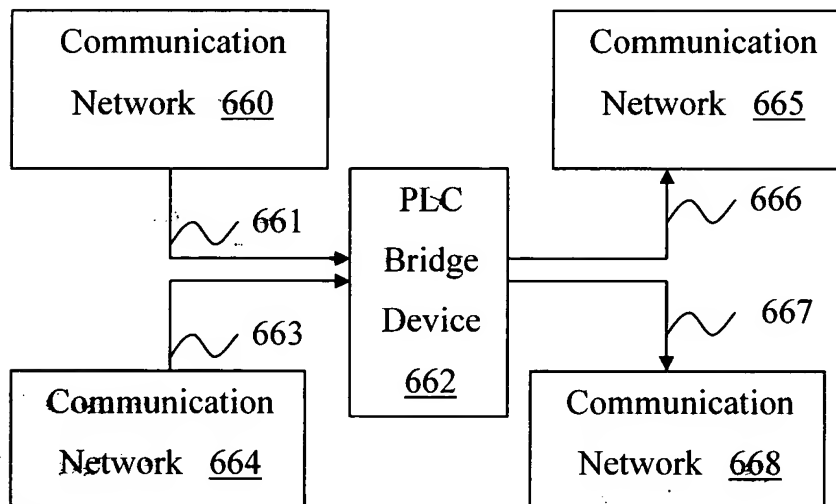 Communication
Network 660
Communication
Network 665
661
PLC
Bridge
Device
662
666
663
667
Communication
Network 664
Communication
Network 668